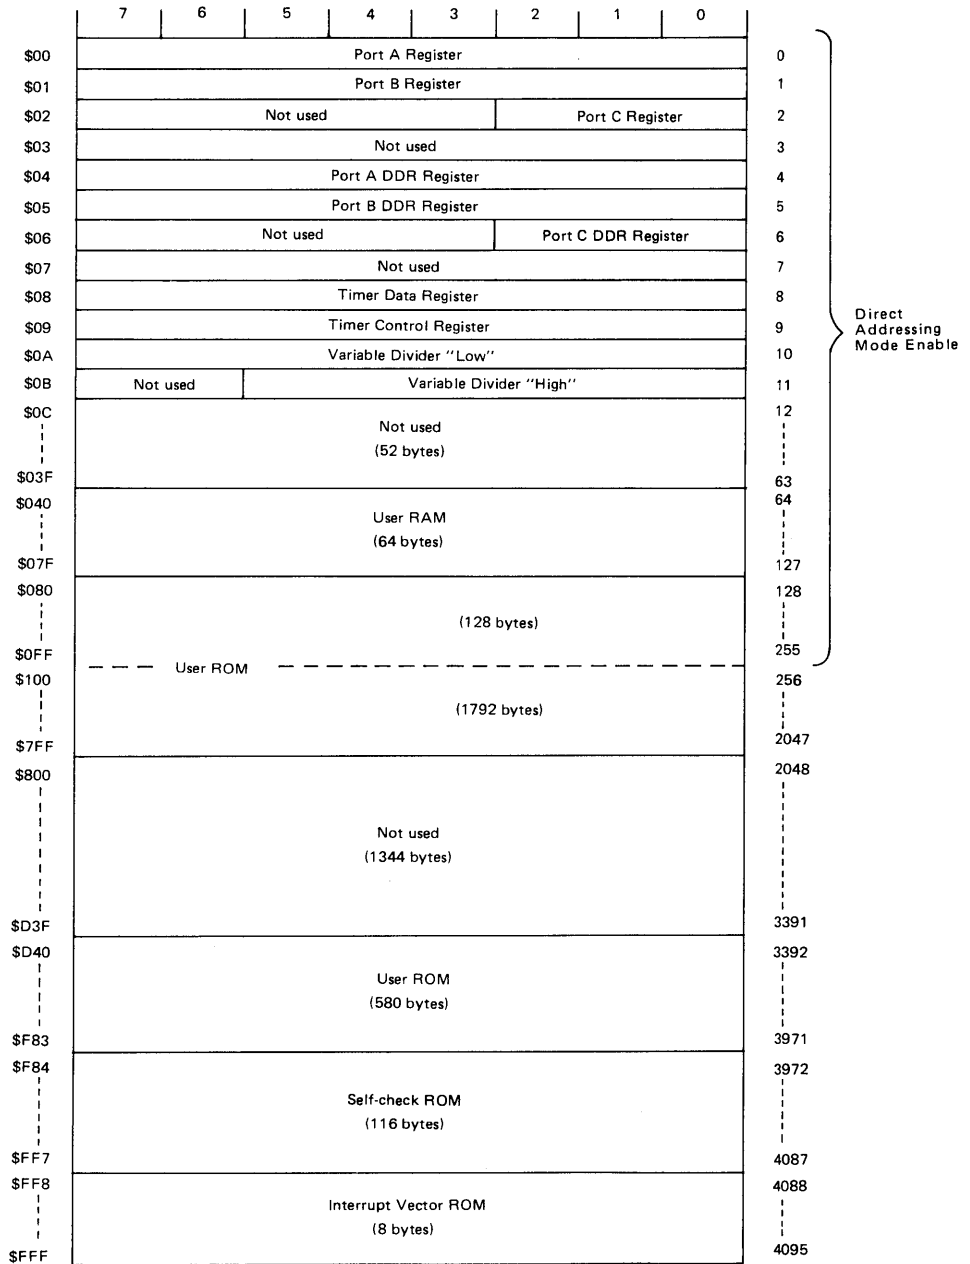 7 6 5 4 3 2 1 0
$00 Port A Register 0
$01 Port B Register 1
$02 Not used Port C Register 2
$03 Not used 3
$04 Port A DDR Register 4
$05 Port B DDR Register 5
$06 Not used Port C DDR Register 6
$07 Not used 7
$08 Timer Data Register 8
$09 Timer Control Register 9
$0A Variable Divider "Low" 10
$0B Not used Variable Divider "High" 11
Direct
Addressing
Mode Enable
$0C 12
Not used
(52 bytes)
$03F 63
$040 64
User RAM
(64 bytes)
$07F 127
$080 128
(128 bytes)
$0FF 255
User ROM
$100 256
(1792 bytes)
$7FF 2047
$800 2048
Not used
(1344 bytes)
$D3F 3391
$D40 3392
User ROM
(580 bytes)
$F83 3971
$F84 3972
Self-check ROM
(116 bytes)
$FF7 4087
$FF8 4088
Interrupt Vector ROM
(8 bytes)
$FFF 4095